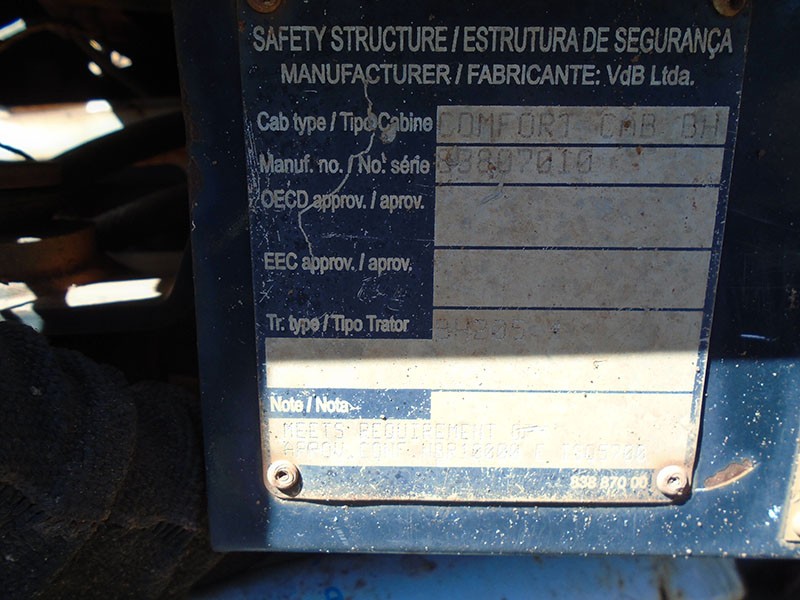 SAFETY STRUCTURE / ESTRUTURA DE SEGURANÇA
MANUFACTURER / FABRICANTE: VdB Ltda.
Cab type / Tipo Cabine COMFORT CAB BH
Manuf. no. / No. série 83807010
OECD approv. / aprov.
EEC approv. / aprov.
Tr. type / Tipo Trator
Note / Nota
MEETS REQUIREMENT
APPROV. CONF.
838 870 00